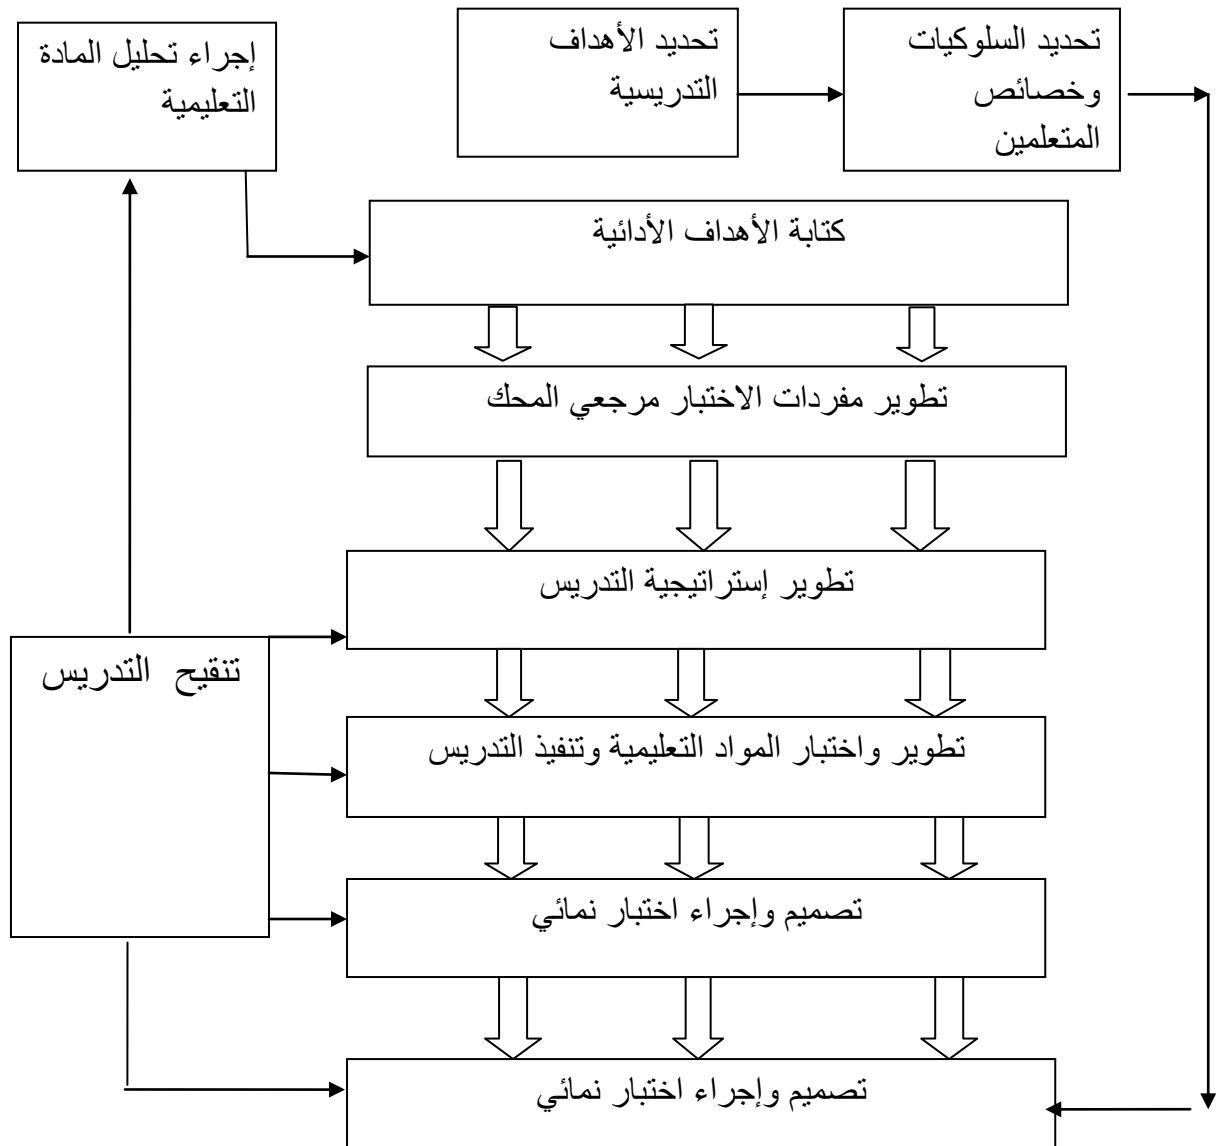 تحديد السلوكيات
وخصائص
المتعلمين
تحديد الأهداف
التدريسية
إجراء تحليل المادة
التعليمية
كتابة الأهداف الأدائية
تطوير مفردات الاختبار مرجعي المحك
تطوير إستراتيجية التدريس
تنقيح التدريس
تطوير واختبار المواد التعليمية وتنفيذ التدريس
تصميم وإجراء اختبار نمائي
تصميم وإجراء اختبار نمائي